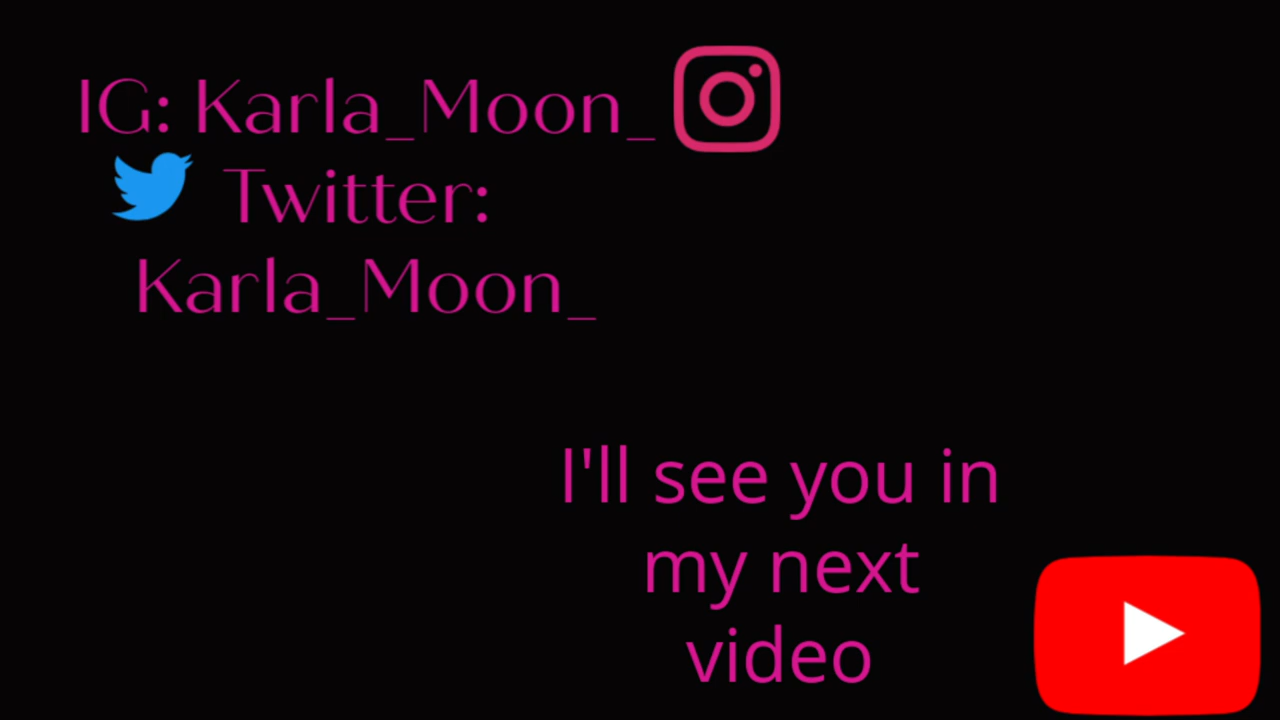 IG: Karla_Moon_
Twitter:
Karla_Moon_
I'll see you in
my next
video